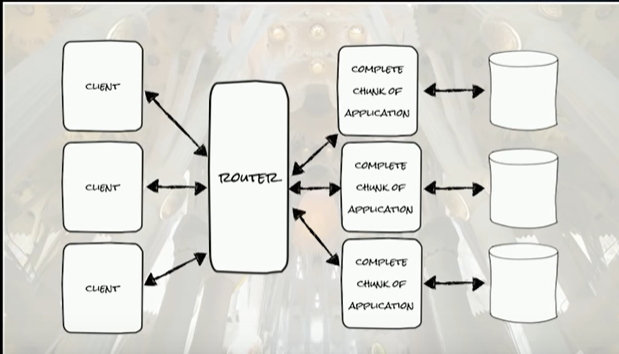 CLIENT
CLIENT
CLIENT
ROUTER
COMPLETE
CHUNK OF
APPLICATION
COMPLETE
CHUNK OF
APPLICATION
COMPLETE
CHUNK OF
APPLICATION